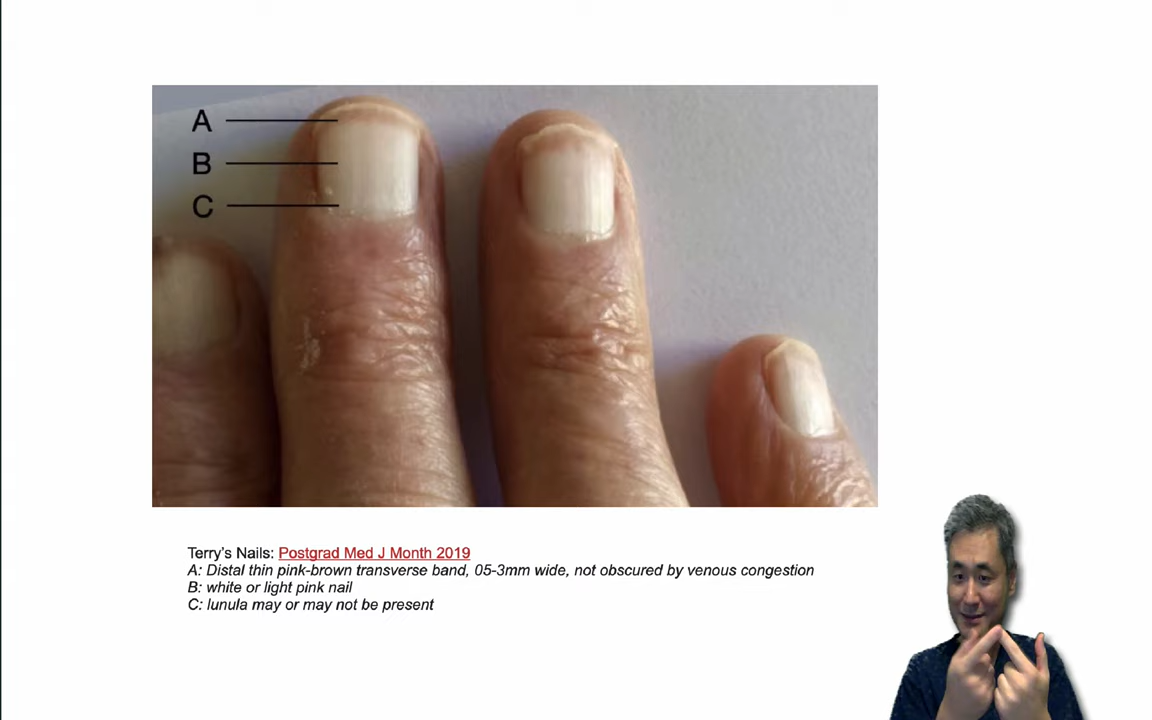 A
B
C
Terry's Nails: Postgrad Med J Month 2019
A: Distal thin pink-brown transverse band, 05-3mm wide, not obscured by venous congestion
B: white or light pink nail
C: lunula may or may not be present